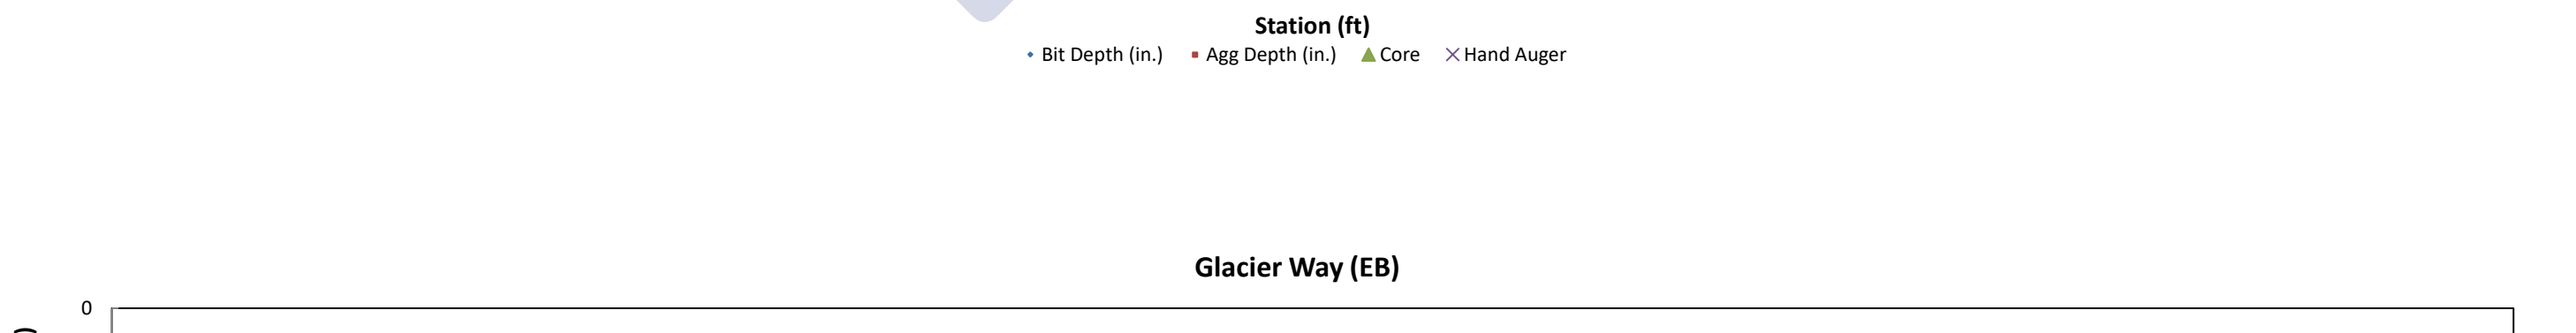 Station (ft)
Bit Depth (in.) Agg Depth (in.) Core Hand Auger
Glacier Way (EB)
0
)